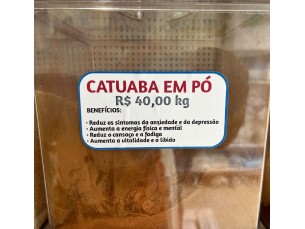 CATUABA EM PÓ
R$ 40,00 kg
BENEFÍCIOS:
· Reduz os sintomas da ansiedade e da depressão
· Aumenta a energia física e mental
· Reduz o cansaço e a fadiga
· Aumenta a vitalidade e a libido